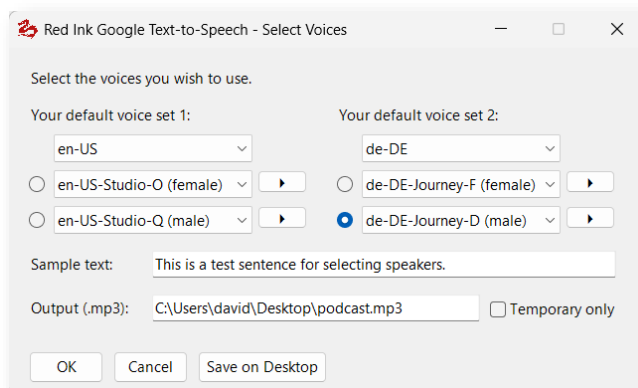 Red Ink Google Text-to-Speech - Select Voices
Select the voices you wish to use.
Your default voice set 1: Your default voice set 2:
en-US de-DE
en-US-Studio-O (female) de-DE-Journey-F (female)
en-US-Studio-Q (male) de-DE-Journey-D (male)
Sample text: This is a test sentence for selecting speakers.
Output (.mp3): C:\Users\david\Desktop\podcast.mp3 Temporary only
OK Cancel Save on Desktop